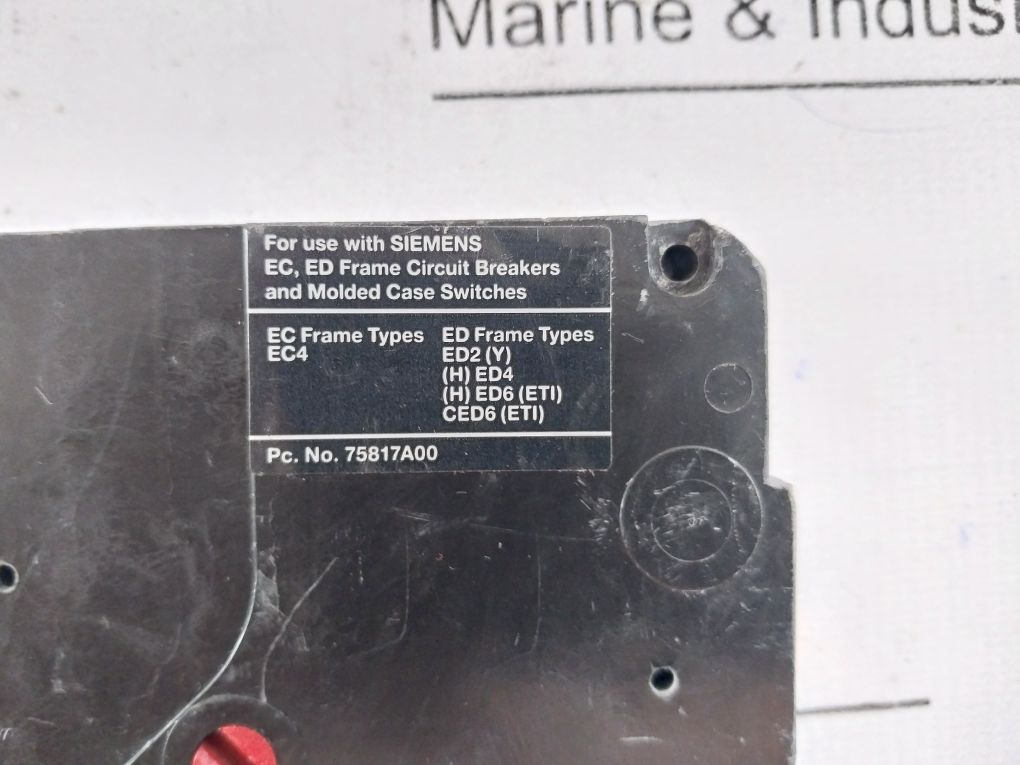 Marine &
For use with SIEMENS
EC, ED Frame Circuit Breakers
and Molded Case Switches
EC Frame Types ED Frame Types
EC4 ED2 (Y)
(H) ED4
(H) ED6 (ETI)
CED6 (ETI)
Pc. No. 75817A00